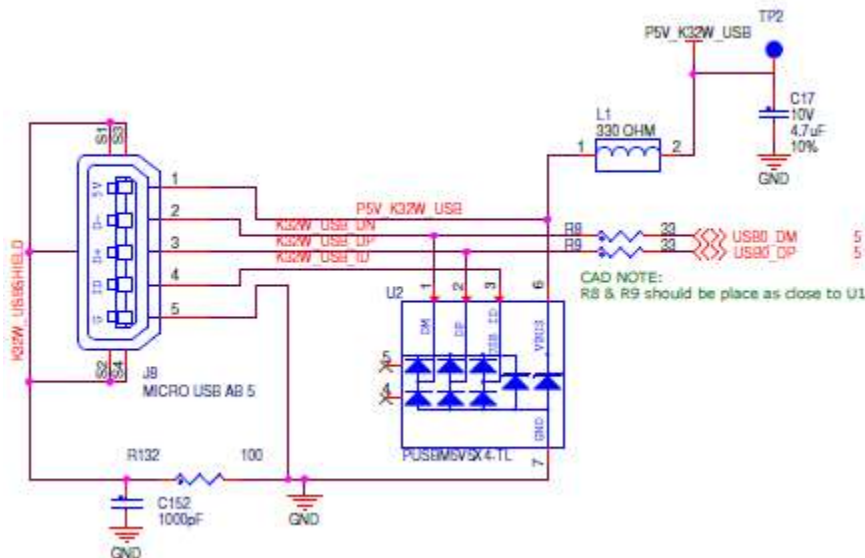 TP2
P5V_K32W_USB
C17
10V
4.7uF
10%
GND
L1
330 OHM
1 2
S1 S3
5V
D-
D+
ID
G
1
2
3
4
5
P5V_K32W_USB
K32W_USB_DN
K32W_USB_DP
K32W_USB_ID
R8 33 USB0_DM 5
R9 33 USB0_DP 5
CAD NOTE:
R8 & R9 should be place as close to U1
K32W_USBSHIELD
U2
1 2 3 6
DM DP USB ID VBUS
5
4
GND
7
PUSBM5V5X4-TL
S2 S4
J8
MICRO USB AB 5
R132 100
C152
1000pF
GND
GND